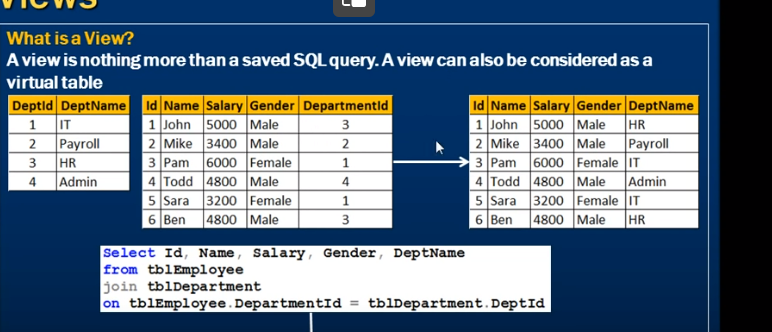 Views
What is a View?
A view is nothing more than a saved SQL query. A view can also be considered as a
virtual table
DeptId DeptName
1 IT
2 Payroll
3 HR
4 Admin
Id Name Salary Gender DepartmentId
1 John 5000 Male 3
2 Mike 3400 Male 2
3 Pam 6000 Female 1
4 Todd 4800 Male 4
5 Sara 3200 Female 1
6 Ben 4800 Male 3
Id Name Salary Gender DeptName
1 John 5000 Male HR
2 Mike 3400 Male Payroll
3 Pam 6000 Female IT
4 Todd 4800 Male Admin
5 Sara 3200 Female IT
6 Ben 4800 Male HR
Select Id, Name, Salary, Gender, DeptName
from tblEmployee
join tblDepartment
on tblEmployee.DepartmentId = tblDepartment.DeptId